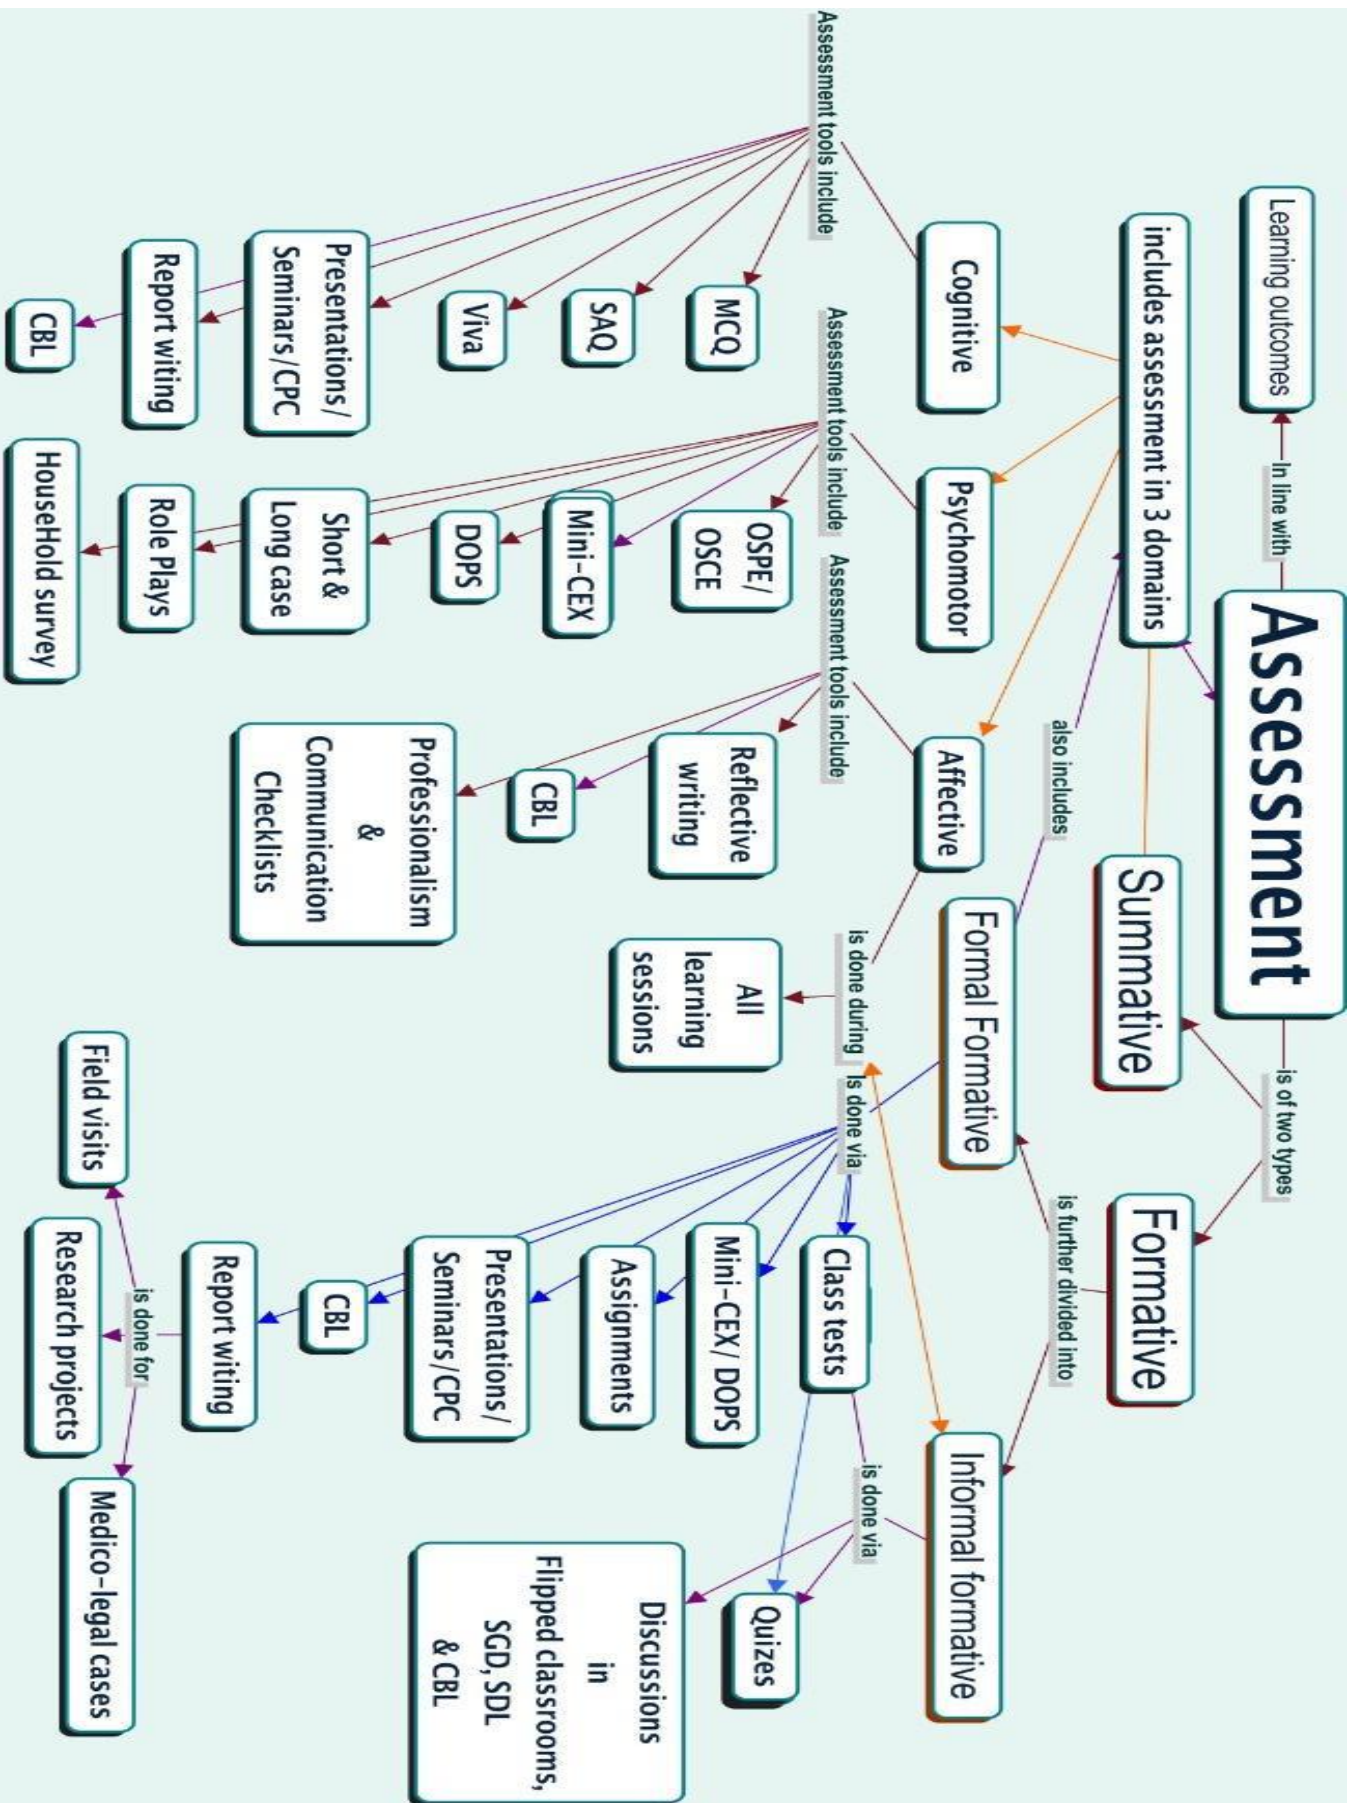 Assessment
In line with
Learning outcomes
is of two types
includes assessment in 3 domains
Summative
Formative
also includes
is further divided into
Cognitive
Psychomotor
Affective
Formal Formative
Informal formative
Assessment tools include
Assessment tools include
Assessment tools include
is done during
Is done via
is done via
MCQ
SAQ
Viva
Presentations/
Seminars/CPC
Report witing
CBL
OSPE/
OSCE
Mini-CEX
DOPS
Short &
Long case
Role Plays
HouseHold survey
Reflective
writing
CBL
Professionalism
&
Communication
Checklists
All
learning
sessions
Class tests
Mini-CEX/ DOPS
Assignments
Presentations/
Seminars/CPC
CBL
Report witing
is done for
Field visits
Research projects
Medico-legal cases
Quizes
Discussions
in
Flipped classrooms,
SGD, SDL
& CBL